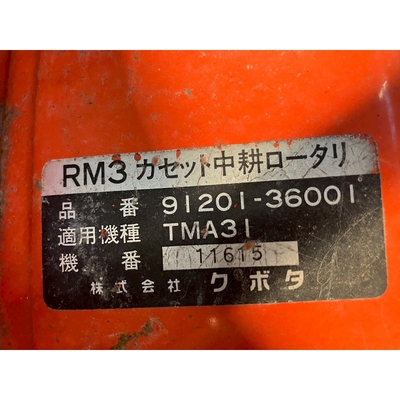 RM3 カセット中耕ロータリ
品番 91201-36001
適用機種 TMA31
機番 11615
株式会社 クボタ